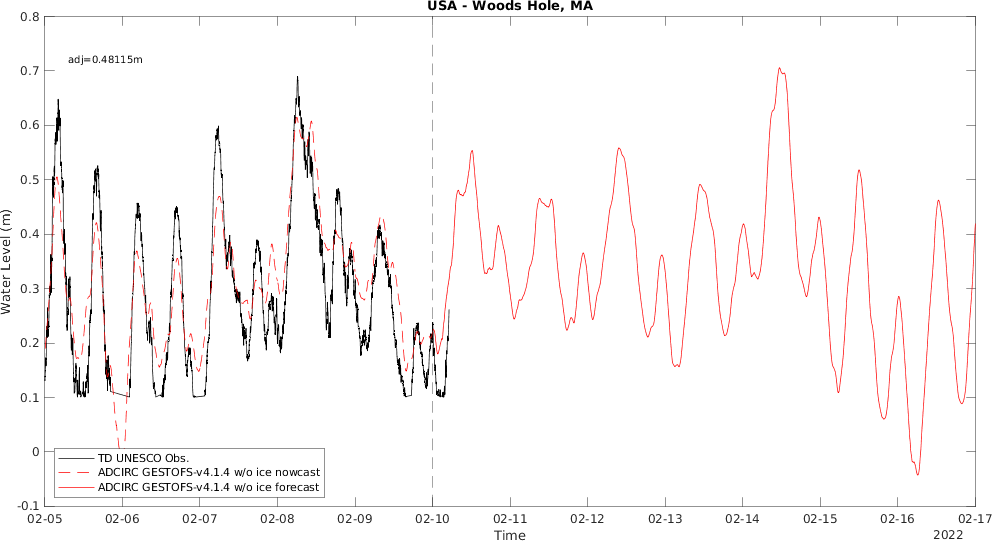 USA - Woods Hole, MA
adj=0.48115m
Water Level (m)
0.8
0.7
0.6
0.5
0.4
0.3
0.2
0.1
0
-0.1
TD UNESCO Obs.
ADCIRC GESTOFS-v4.1.4 w/o ice nowcast
ADCIRC GESTOFS-v4.1.4 w/o ice forecast
02-05 02-06 02-07 02-08 02-09 02-10 02-11 02-12 02-13 02-14 02-15 02-16 02-17
Time
2022